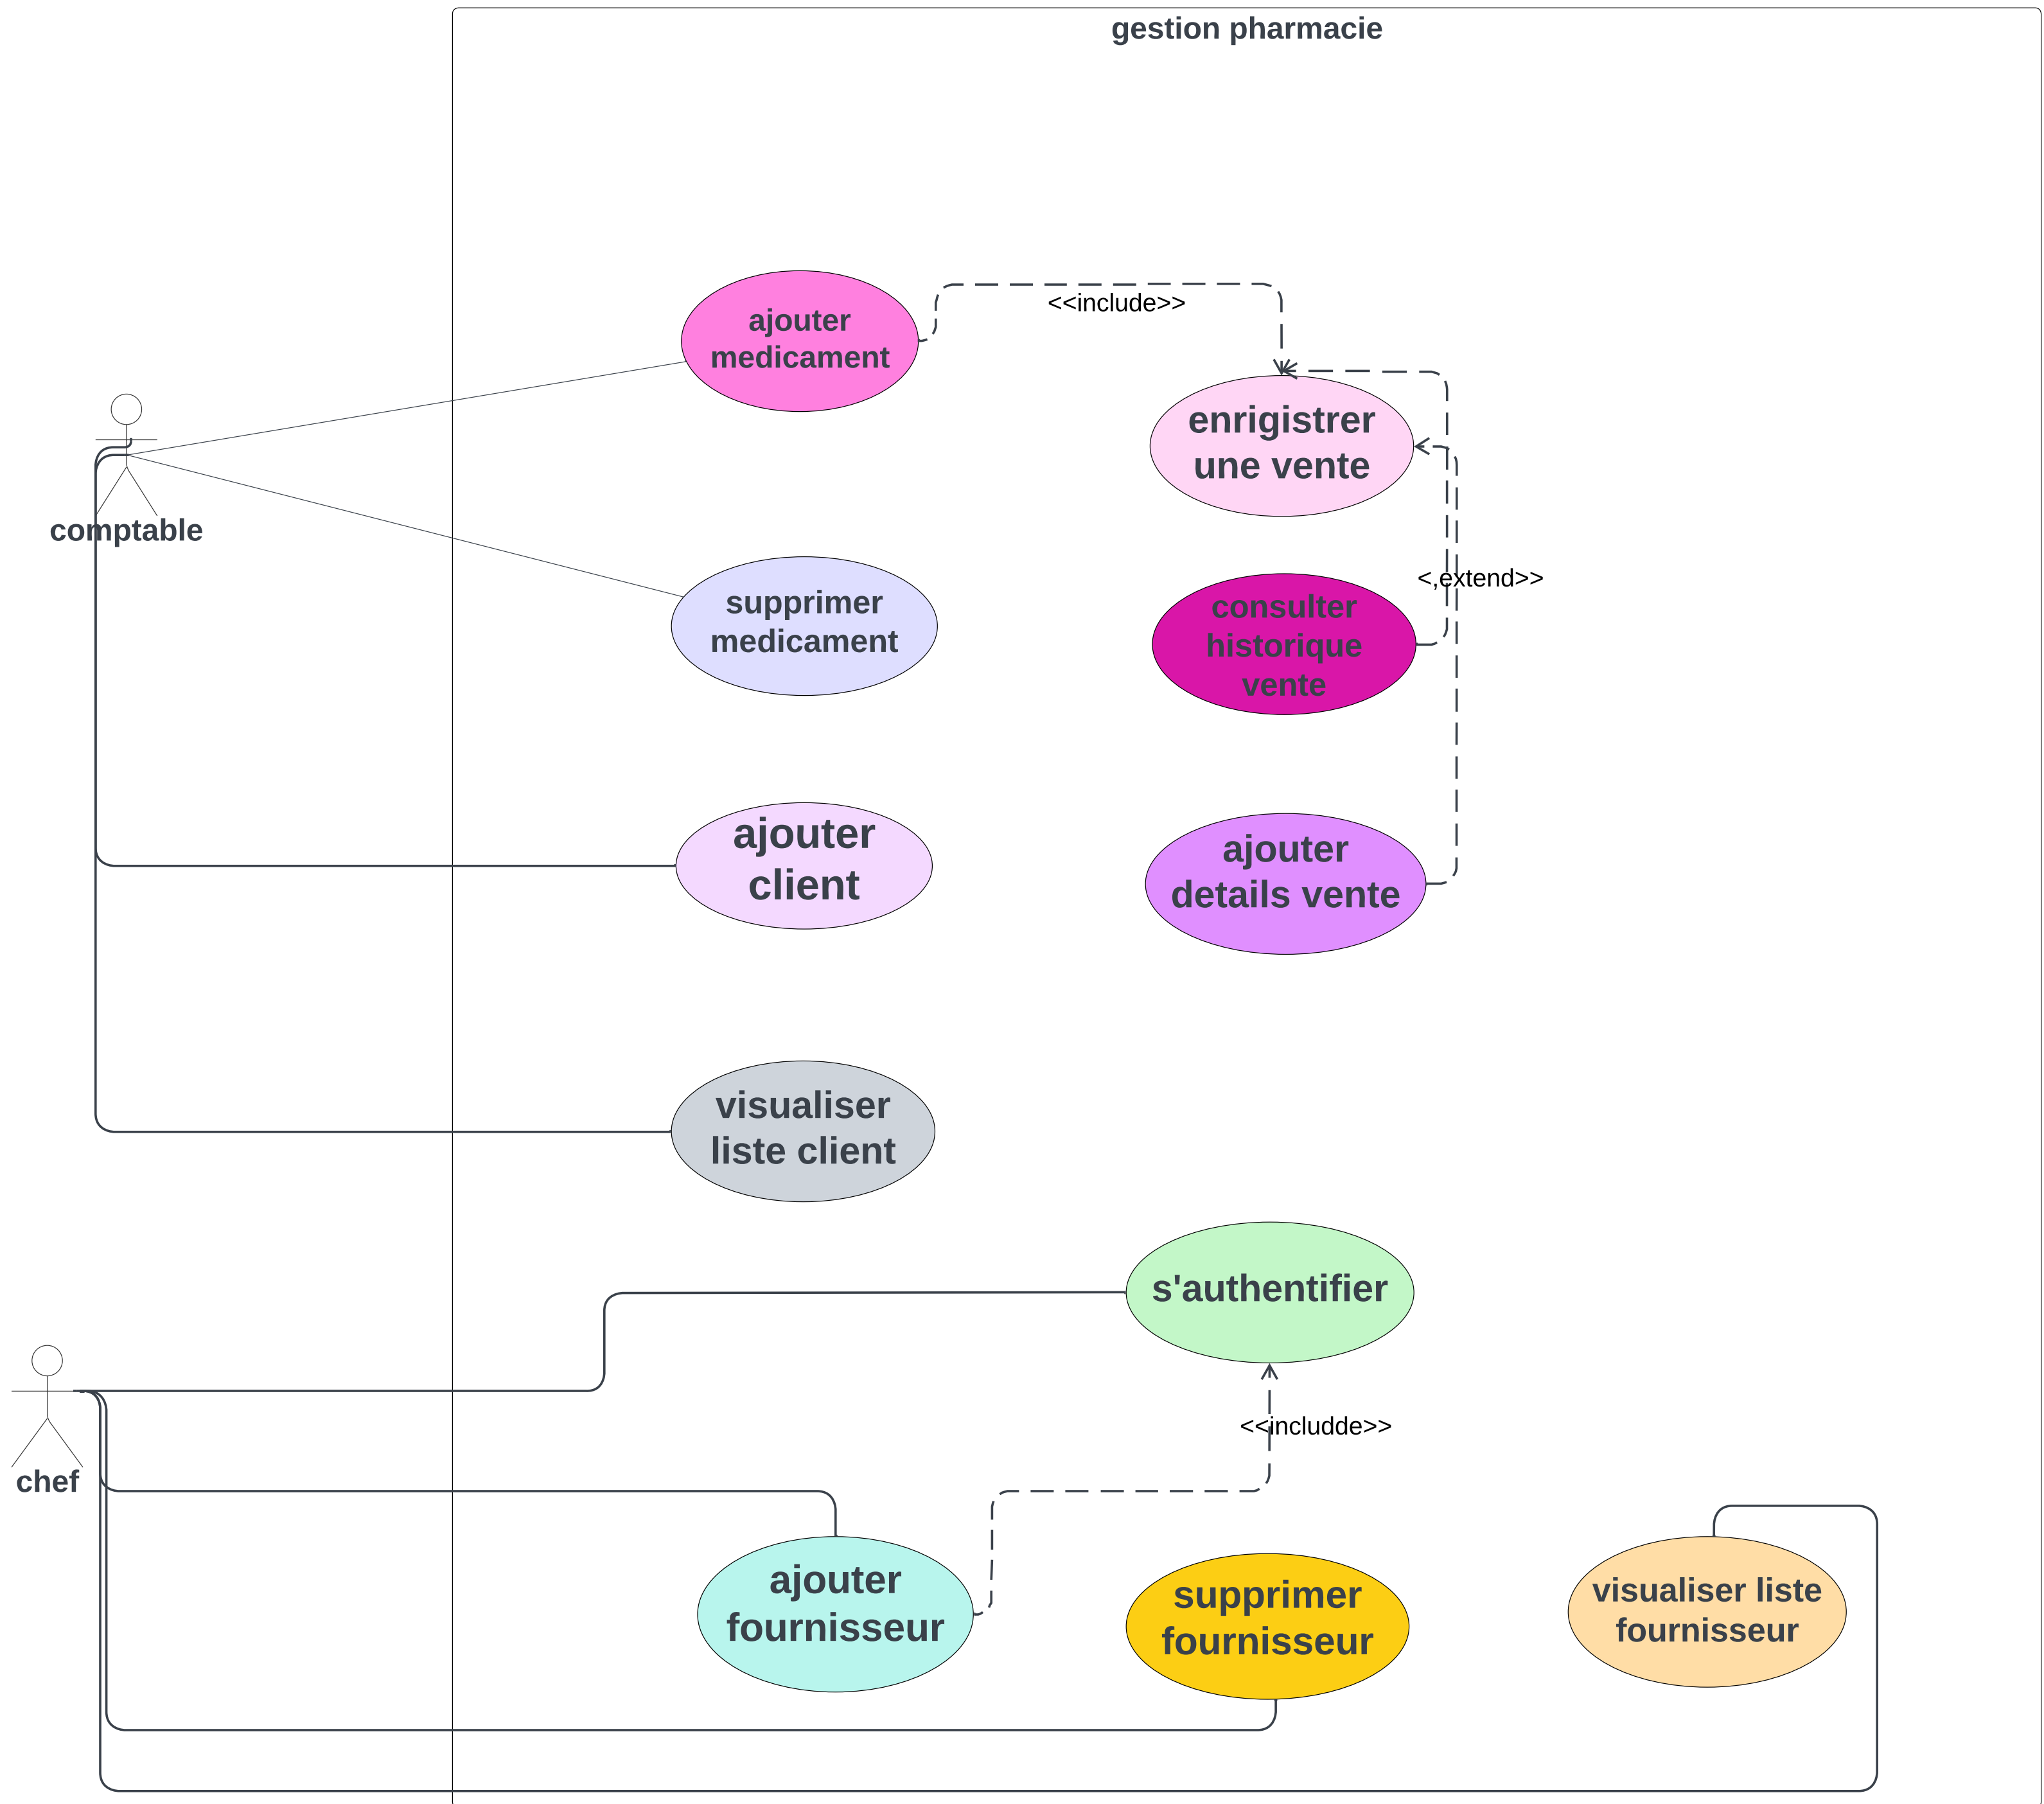 gestion pharmacie
ajouter
medicament
<<include>>
enrigistrer
une vente
comptable
<,extend>>
supprimer
medicament
consulter
historique
vente
ajouter
client
ajouter
details vente
visualiser
liste client
s'authentifier
<<includde>>
chef
ajouter
fournisseur
supprimer
fournisseur
visualiser liste
fournisseur